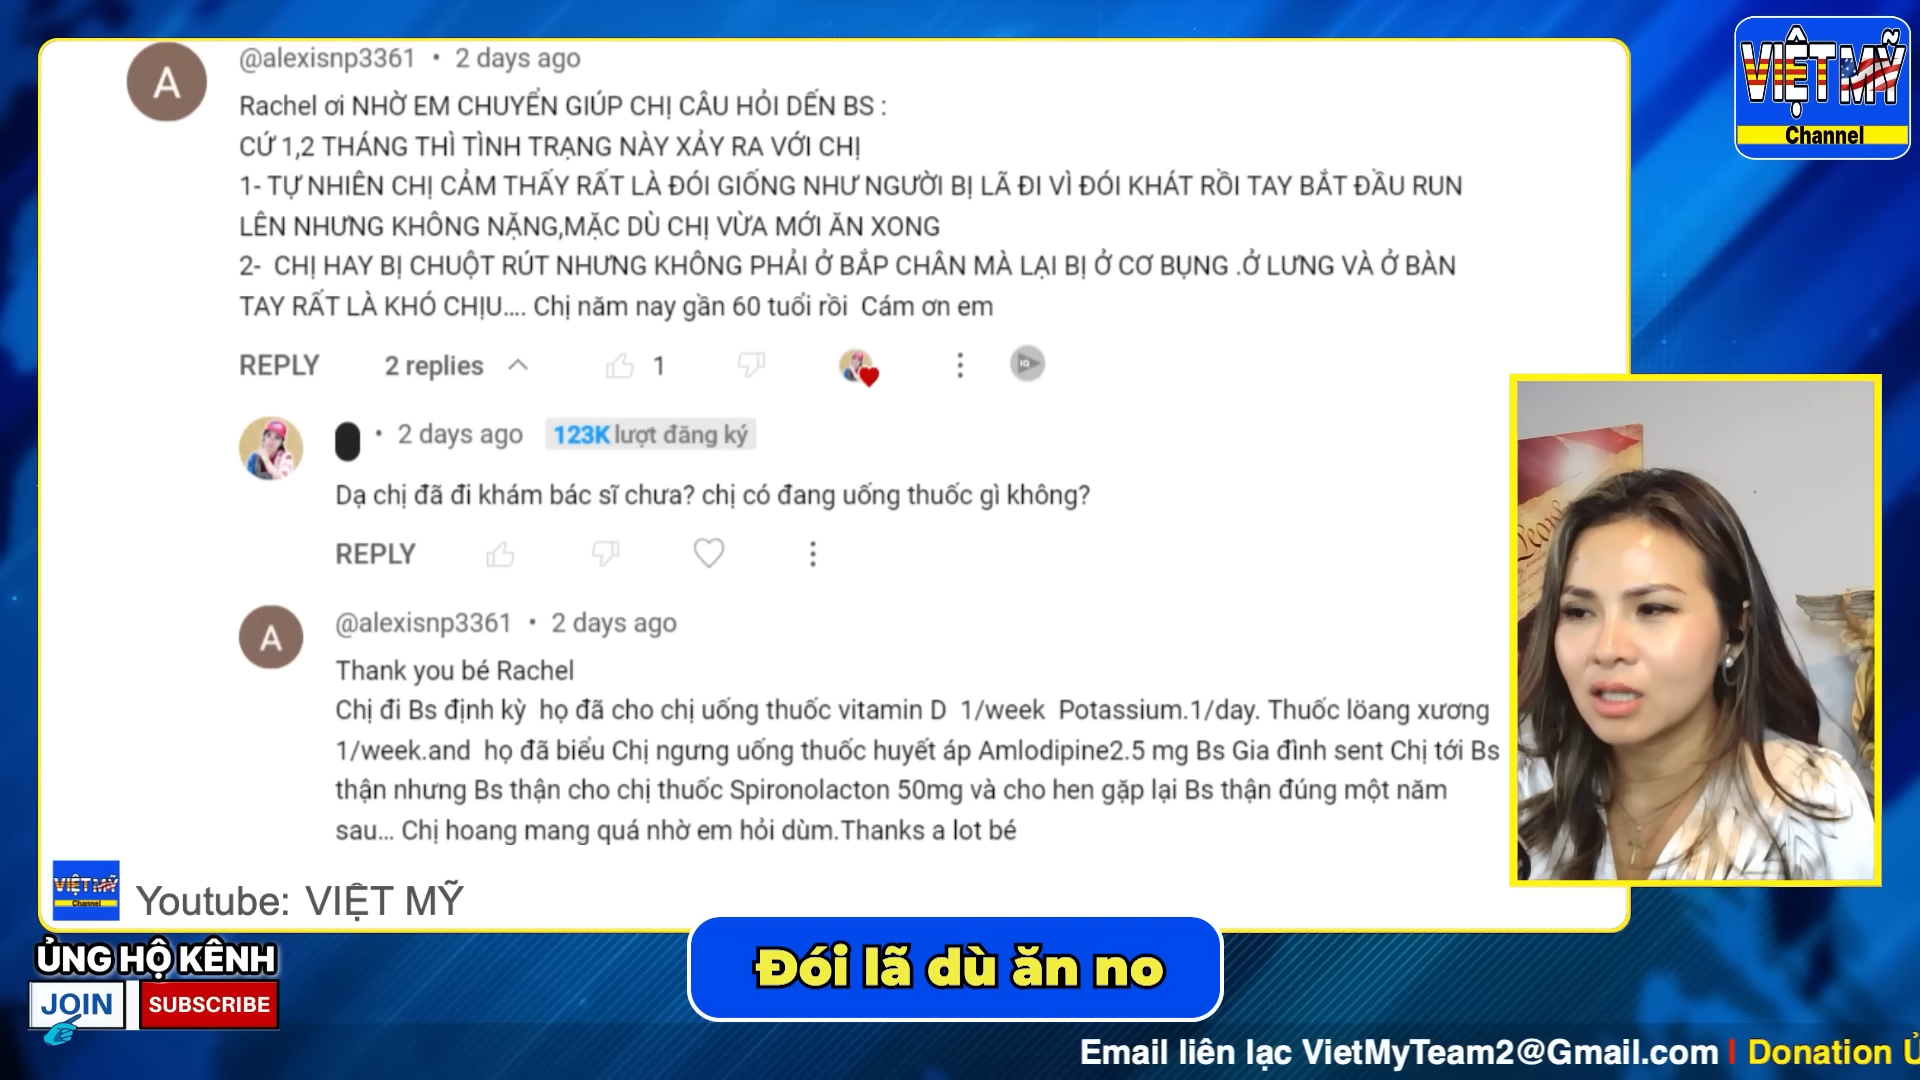 @alexisnp3361 • 2 days ago
A
Rachel ơi NHỜ EM CHUYỂN GIÚP CHỊ CÂU HỎI DẾN BS :
CỨ 1,2 THÁNG THÌ TÌNH TRẠNG NÀY XẢY RA VỚI CHỊ
1- TỰ NHIÊN CHỊ CẢM THẤY RẤT LÀ ĐÓI GIỐNG NHƯ NGƯỜI BỊ LÃ ĐI VÌ ĐÓI KHÁT RỒI TAY BẮT ĐẦU RUN
LÊN NHƯNG KHÔNG NẶNG,MẶC DÙ CHỊ VỪA MỚI ĂN XONG
2- CHỊ HAY BỊ CHUỘT RÚT NHƯNG KHÔNG PHẢI Ở BẮP CHÂN MÀ LẠI BỊ Ở CƠ BỤNG .Ở LƯNG VÀ Ở BÀN
TAY RẤT LÀ KHÓ CHỊU.... Chị năm nay gần 60 tuổi rồi Cám ơn em
REPLY 2 replies 1
• 2 days ago 123K lượt đăng ký
Dạ chị đã đi khám bác sĩ chưa? chị có đang uống thuốc gì không?
REPLY
@alexisnp3361 • 2 days ago
A
Thank you bé Rachel
Chị đi Bs định kỳ họ đã cho chị uống thuốc vitamin D 1/week Potassium.1/day. Thuốc löang xương
1/week.and họ đã biểu Chị ngưng uống thuốc huyết áp Amlodipine2.5 mg Bs Gia đình sent Chị tới Bs
thận nhưng Bs thận cho chị thuốc Spironolacton 50mg và cho hen gặp lại Bs thận đúng một năm
sau... Chị hoang mang quá nhờ em hỏi dùm.Thanks a lot bé
VIỆT MỸ
Channel
Youtube: VIỆT MỸ
VIỆT MỸ
Channel
ỦNG HỘ KÊNH
JOIN SUBSCRIBE
Đói lã dù ăn no
Email liên lạc VietMyTeam2@Gmail.com | Donation